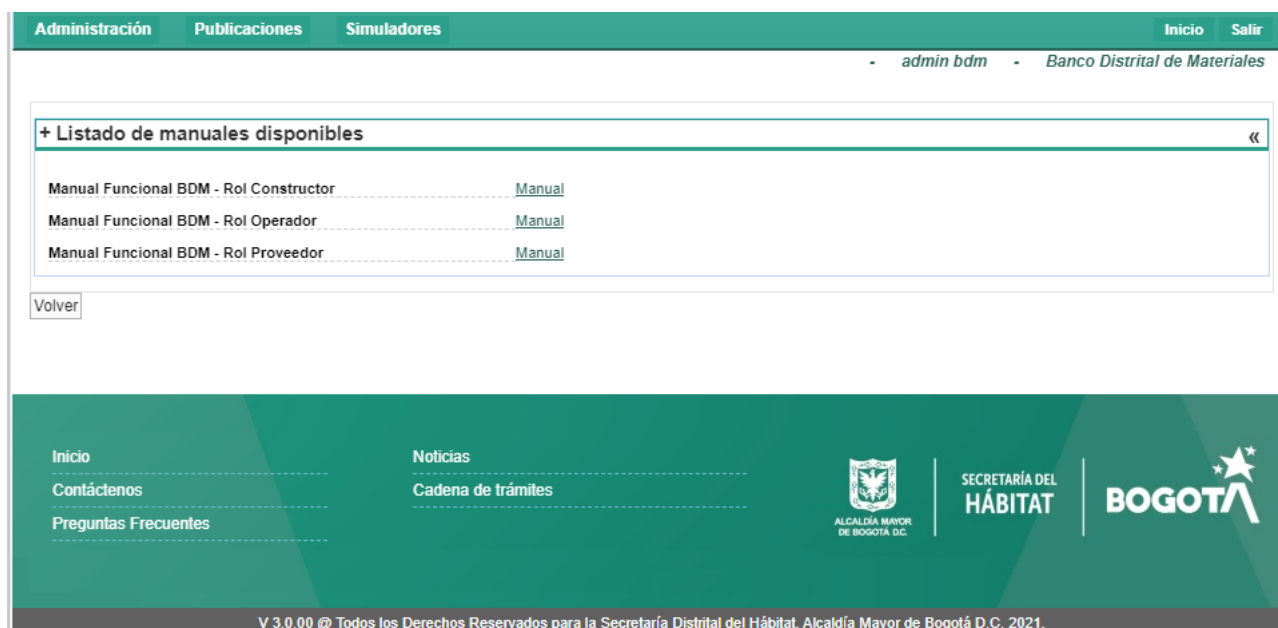 Administración Publicaciones Simuladores Inicio Salir
- admin bdm - Banco Distrital de Materiales
+ Listado de manuales disponibles «
Manual Funcional BDM - Rol Constructor Manual
Manual Funcional BDM - Rol Operador Manual
Manual Funcional BDM - Rol Proveedor Manual
Volver
Inicio Noticias
Contáctenos Cadena de trámites
Preguntas Frecuentes
ALCALDÍA MAYOR
DE BOGOTÁ D.C.
SECRETARÍA DEL
HÁBITAT
BOGOTÁ
V 3.0.00 @ Todos los Derechos Reservados para la Secretaría Distrital del Hábitat. Alcaldía Mayor de Bogotá D.C. 2021.